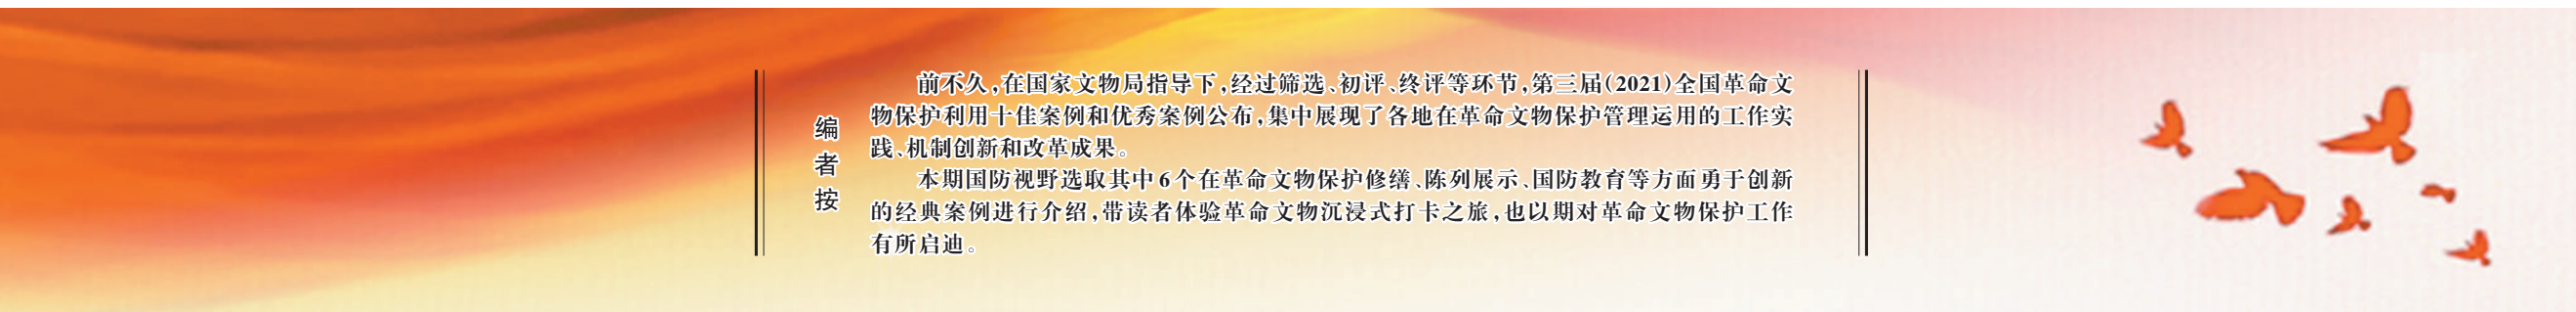 编者按
前不久，在国家文物局指导下，经过筛选、初评、终评等环节，第三届（2021）全国革命文
物保护利用十佳案例和优秀案例公布，集中展现了各地在革命文物保护管理运用的工作实
践、机制创新和改革成果。
本期国防视野选取其中6个在革命文物保护修缮、陈列展示、国防教育等方面勇于创新
的经典案例进行介绍，带读者体验革命文物沉浸式打卡之旅，也以期对革命文物保护工作
有所启迪。